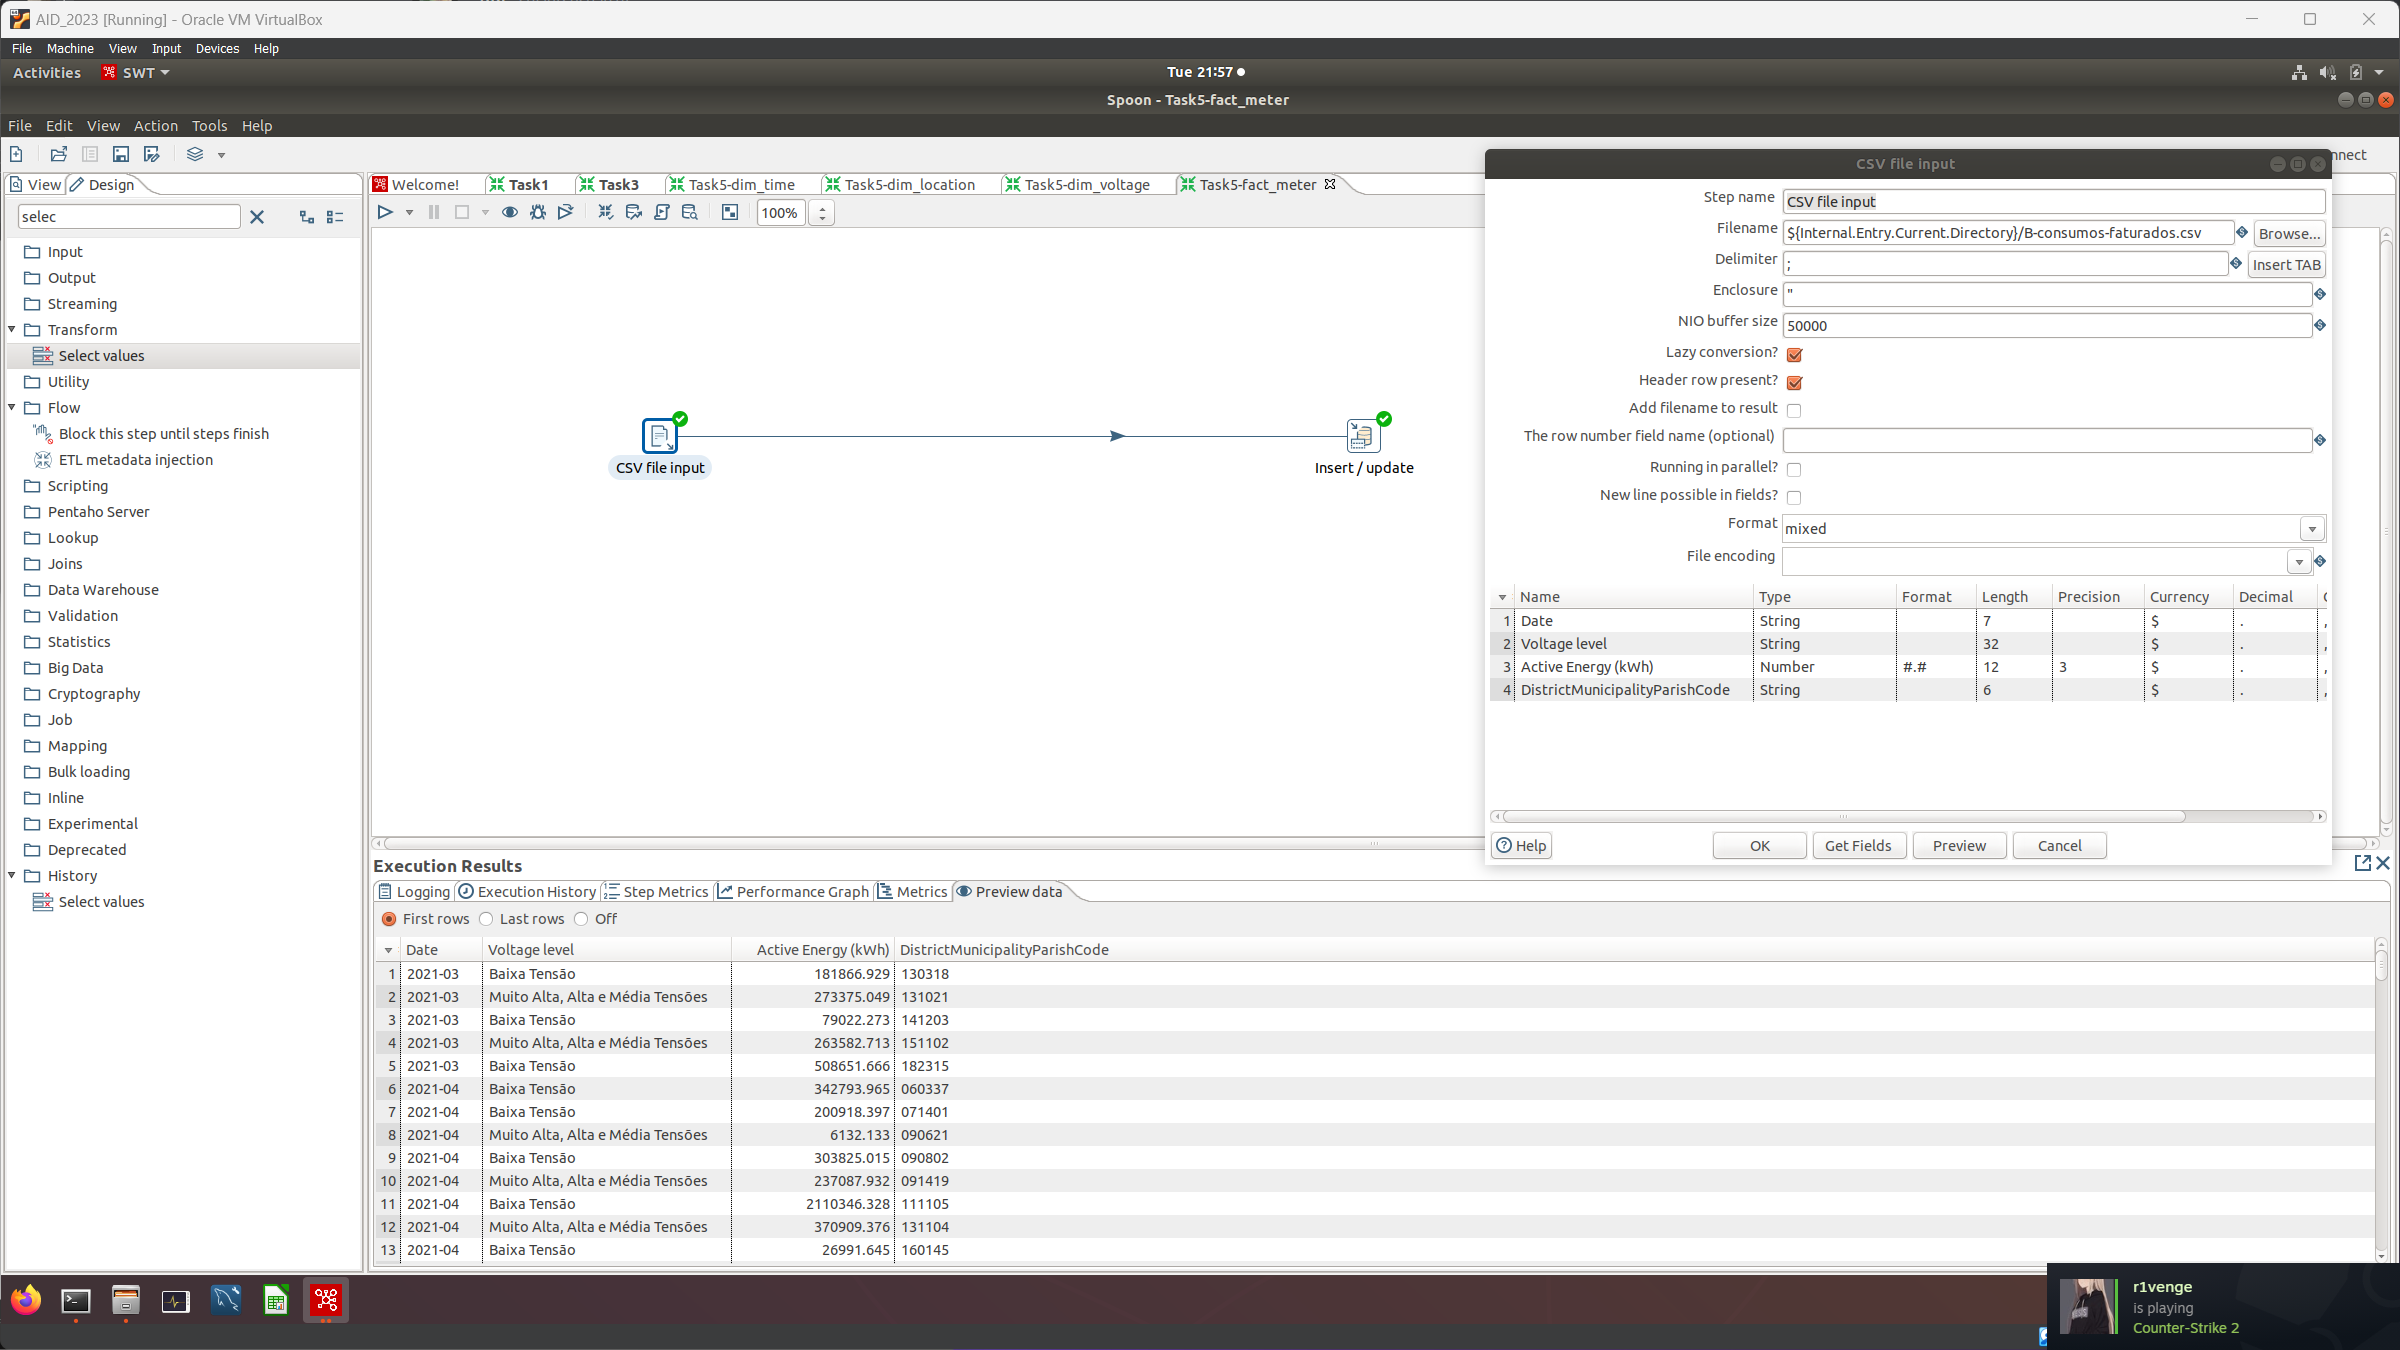 AID_2023 [Running] - Oracle VM VirtualBox
File Machine View Input Devices Help
Activities SWT Tue 21:57
Spoon - Task5-fact_meter
File Edit View Action Tools Help
nnect
View Design
selec
Input
Output
Streaming
Transform
Select values
Utility
Flow
Block this step until steps finish
ETL metadata injection
Scripting
Pentaho Server
Lookup
Joins
Data Warehouse
Validation
Statistics
Big Data
Cryptography
Job
Mapping
Bulk loading
Inline
Experimental
Deprecated
History
Select values
Welcome! Task1 Task3 Task5-dim_time Task5-dim_location Task5-dim_voltage Task5-fact_meter
100%
CSV file input
Insert / update
CSV file input
Step name CSV file input
Filename ${Internal.Entry.Current.Directory}/B-consumos-faturados.csv Browse...
Delimiter ; Insert TAB
Enclosure "
NIO buffer size 50000
Lazy conversion?
Header row present?
Add filename to result
The row number field name (optional)
Running in parallel?
New line possible in fields?
Format mixed
File encoding
Name Type Format Length Precision Currency Decimal
1 Date String 7 $ . ,
2 Voltage level String 32 $ . ,
3 Active Energy (kWh) Number #.# 12 3 $ . ,
4 DistrictMunicipalityParishCode String 6 $ . ,
Help OK Get Fields Preview Cancel
Execution Results
Logging Execution History Step Metrics Performance Graph Metrics Preview data
First rows Last rows Off
Date Voltage level Active Energy (kWh) DistrictMunicipalityParishCode
1 2021-03 Baixa Tensão 181866.929 130318
2 2021-03 Muito Alta, Alta e Média Tensões 273375.049 131021
3 2021-03 Baixa Tensão 79022.273 141203
4 2021-03 Muito Alta, Alta e Média Tensões 263582.713 151102
5 2021-03 Baixa Tensão 508651.666 182315
6 2021-04 Baixa Tensão 342793.965 060337
7 2021-04 Baixa Tensão 200918.397 071401
8 2021-04 Muito Alta, Alta e Média Tensões 6132.133 090621
9 2021-04 Baixa Tensão 303825.015 090802
10 2021-04 Muito Alta, Alta e Média Tensões 237087.932 091419
11 2021-04 Baixa Tensão 2110346.328 111105
12 2021-04 Muito Alta, Alta e Média Tensões 370909.376 131104
13 2021-04 Baixa Tensão 26991.645 160145
r1venge
is playing
Counter-Strike 2